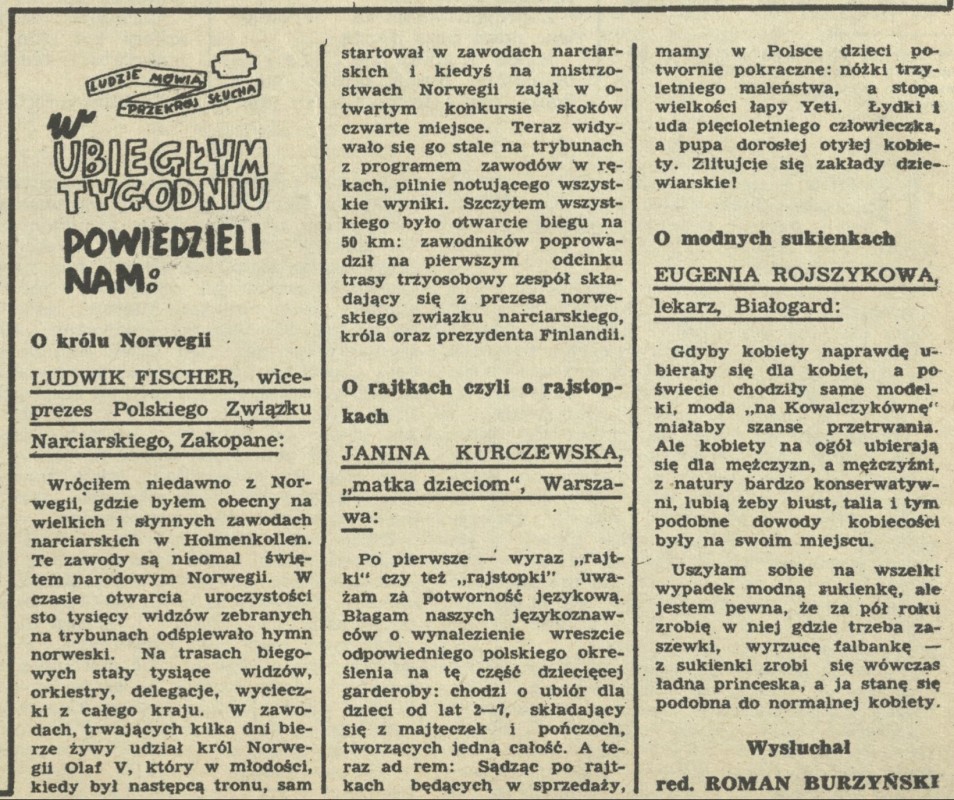 LUDZIE MÓWIĄ
PRZEKRÓJ SŁUCHA
W
UBIEGŁYM
TYGODNIU
POWIEDZIELI
NAM:
O królu Norwegii
LUDWIK FISCHER, wice-
prezes Polskiego Związku
Narciarskiego, Zakopane:
Wróciłem niedawno z Nor-
wegii, gdzie byłem obecny na
wielkich i słynnych zawodach
narciarskich w Holmenkollen.
Te zawody są nieomal świę-
tem narodowym Norwegii. W
czasie otwarcia uroczystości
sto tysięcy widzów zebranych
na trybunach odśpiewało hymn
norweski. Na trasach biego-
wych stały tysiące widzów,
orkiestry, delegacje, wyciecz-
ki z całego kraju. W zawo-
dach, trwających kilka dni bie-
rze żywy udział król Norwe-
gii Olaf V, który w młodości,
kiedy był następcą tronu, sam
startował w zawodach narciar-
skich i kiedyś na mistrzo-
stwach Norwegii zajął w o-
twartym konkursie skoków
czwarte miejsce. Teraz widy-
wało się go stale na trybunach
z programem zawodów w rę-
kach, pilnie notującego wszyst-
kie wyniki. Szczytem wszyst-
kiego było otwarcie biegu na
50 km: zawodników poprowa-
dził na pierwszym odcinku
trasy trzyosobowy zespół skła-
dający się z prezesa norwe-
skiego związku narciarskiego,
króla oraz prezydenta Finlandii.
O rajtkach czyli o rajstop-
kach
JANINA KURCZEWSKA,
„matka dzieciom“, Warsza-
wa:
Po pierwsze — wyraz „rajt-
ki“ czy też „rajstopki“ uwa-
żam za potworność językową.
Błagam naszych językoznaw-
ców o wynalezienie wreszcie
odpowiedniego polskiego okre-
ślenia na tę część dziecięcej
garderoby: chodzi o ubiór dla
dzieci od lat 2—7, składający
się z majteczek i pończoch,
tworzących jedną całość. A te-
raz ad rem: Sądząc po rajt-
kach będących w sprzedaży,
mamy w Polsce dzieci po-
twornie pokraczne: nóżki trzy-
letniego maleństwa, a stopa
wielkości łapy Yeti. Łydki i
uda pięcioletniego człowieczka,
a pupa dorosłej otyłej kobie-
ty. Zlitujcie się zakłady dzie-
wiarskie!
O modnych sukienkach
EUGENIA ROJSZYKOWA,
lekarz, Białogard:
Gdyby kobiety naprawdę u-
bierały się dla kobiet, a po
świecie chodziły same model-
ki, moda „na Kowalczykównę“
miałaby szanse przetrwania.
Ale kobiety na ogół ubierają
się dla mężczyzn, a mężczyźni,
z natury bardzo konserwatyw-
ni, lubią żeby biust, talia i tym
podobne dowody kobiecości
były na swoim miejscu.
Uszyłam sobie na wszelki
wypadek modną sukienkę, ale
jestem pewna, że za pół roku
zrobię w niej gdzie trzeba za-
szewki, wyrzucę falbankę —
z sukienki zrobi się wówczas
ładna princeska, a ja stanę się
podobna do normalnej kobiety.
Wysłuchał
red. ROMAN BURZYŃSKI